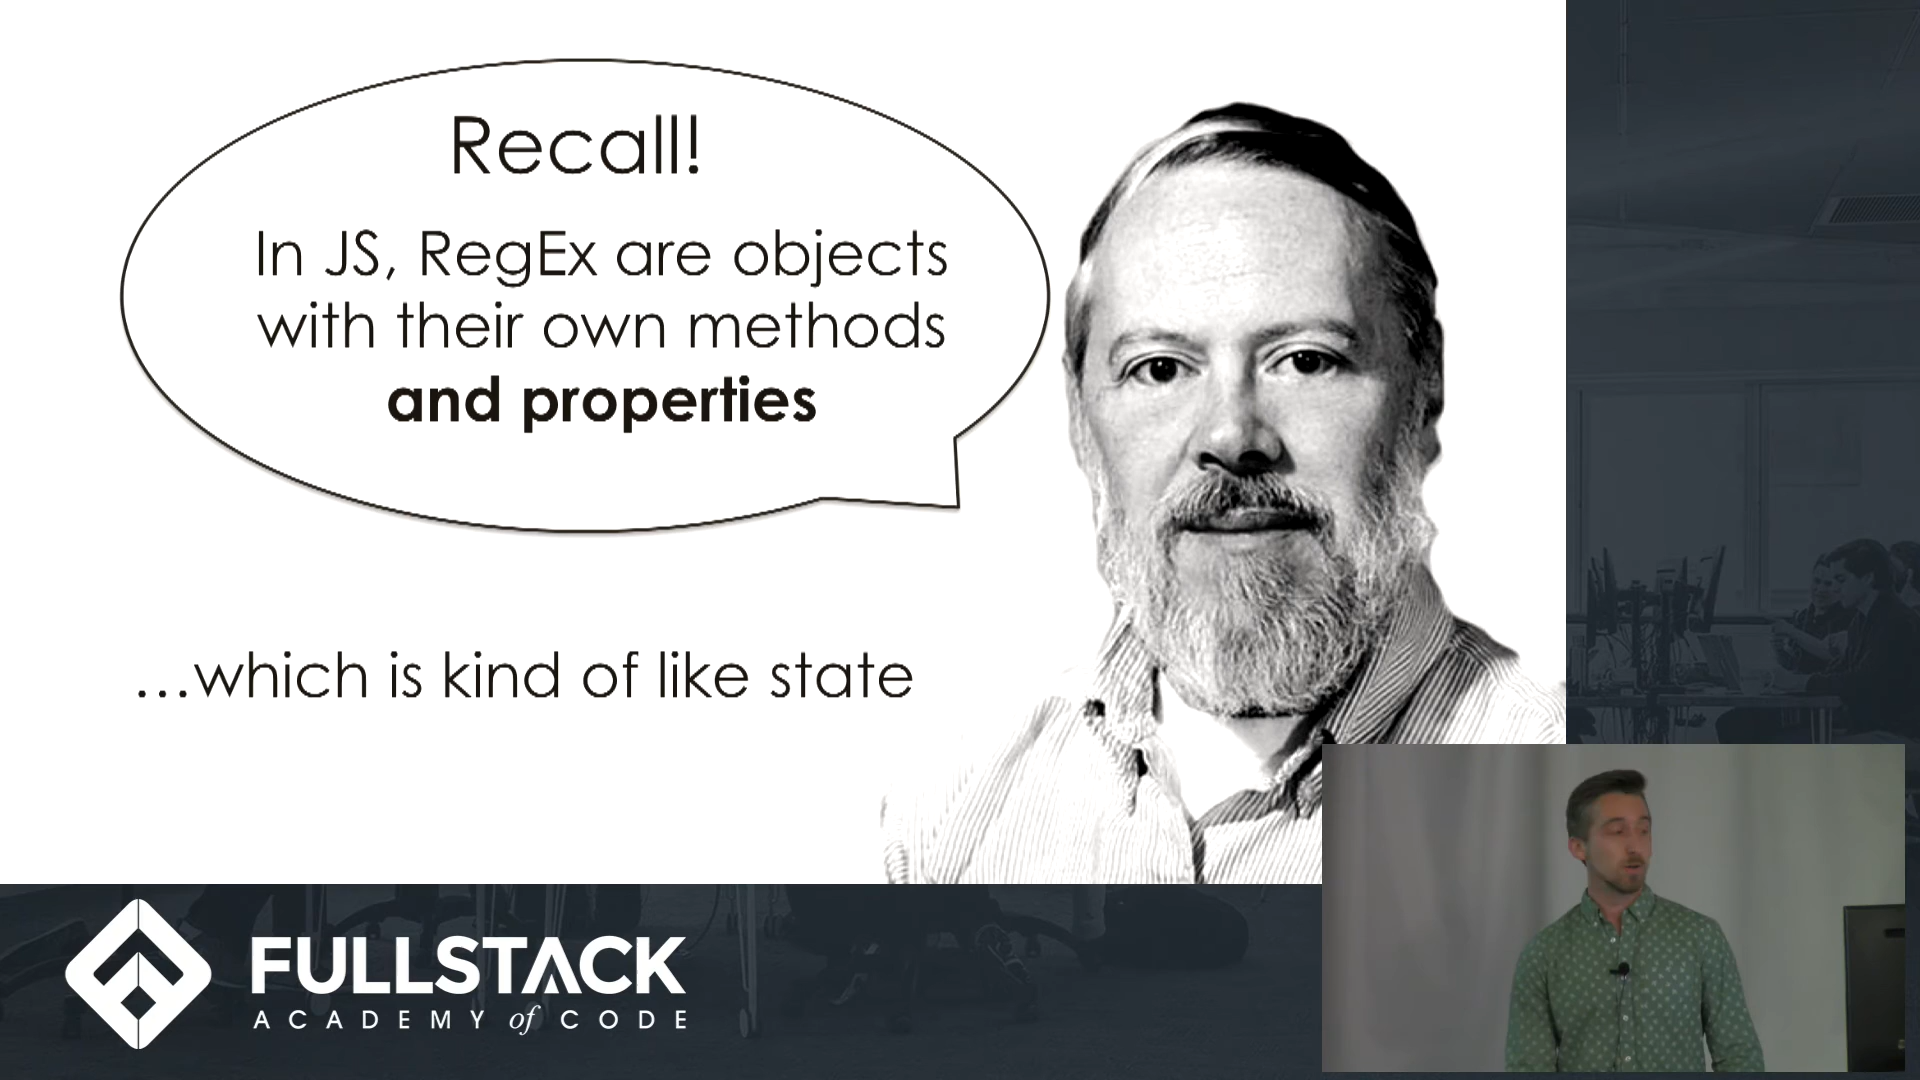 Recall!
In JS, RegEx are objects
with their own methods
and properties
…which is kind of like state
FULLSTACK
ACADEMY of CODE